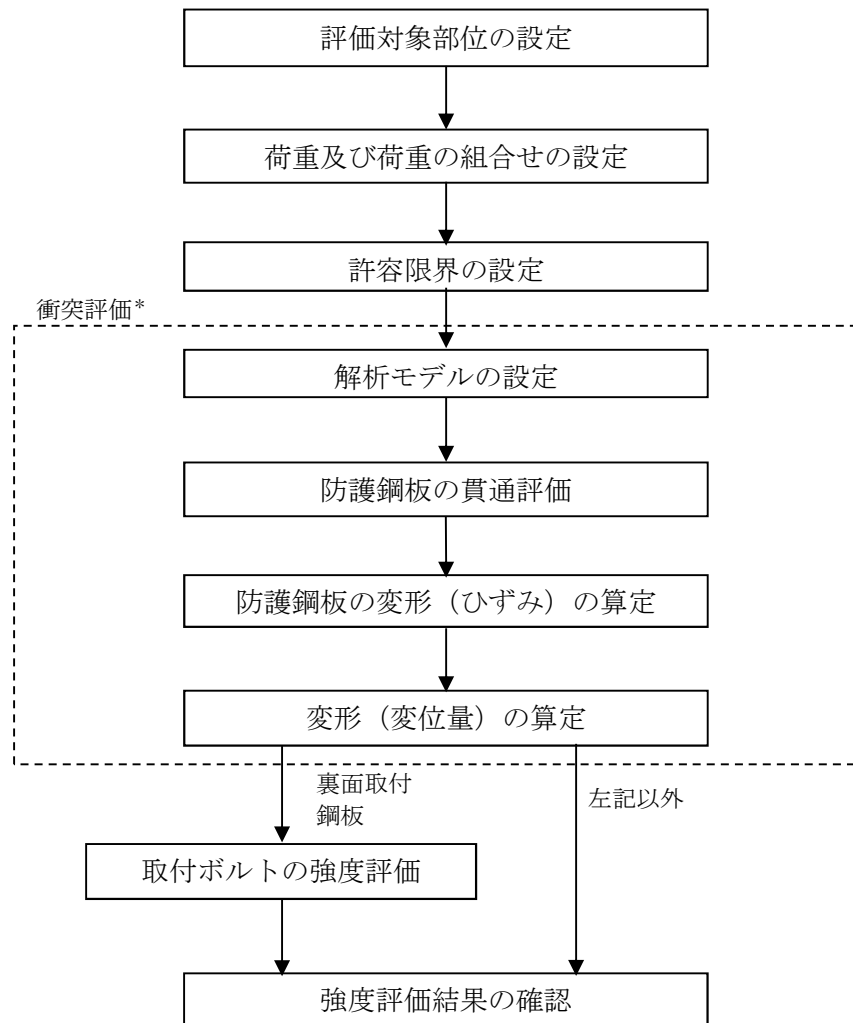 評価対象部位の設定
荷重及び荷重の組合せの設定
許容限界の設定
衝突評価*
解析モデルの設定
防護鋼板の貫通評価
防護鋼板の変形（ひずみ）の算定
変形（変位量）の算定
裏面取付
鋼板
左記以外
取付ボルトの強度評価
強度評価結果の確認